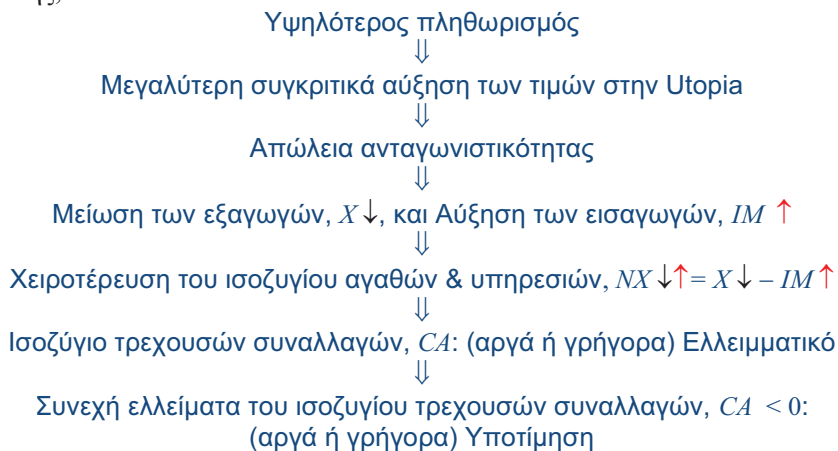 Υψηλότερος πληθωρισμός
⇓
Μεγαλύτερη συγκριτικά αύξηση των τιμών στην Utopia
⇓
Απώλεια ανταγωνιστικότητας
⇓
Μείωση των εξαγωγών, X ↓, και Αύξηση των εισαγωγών, IM ↑
⇓
Χειροτέρευση του ισοζυγίου αγαθών & υπηρεσιών, NX ↓↑= X ↓ – IM ↑
⇓
Ισοζύγιο τρεχουσών συναλλαγών, CA: (αργά ή γρήγορα) Ελλειμματικό
⇓
Συνεχή ελλείματα του ισοζυγίου τρεχουσών συναλλαγών, CA < 0:
(αργά ή γρήγορα) Υποτίμηση